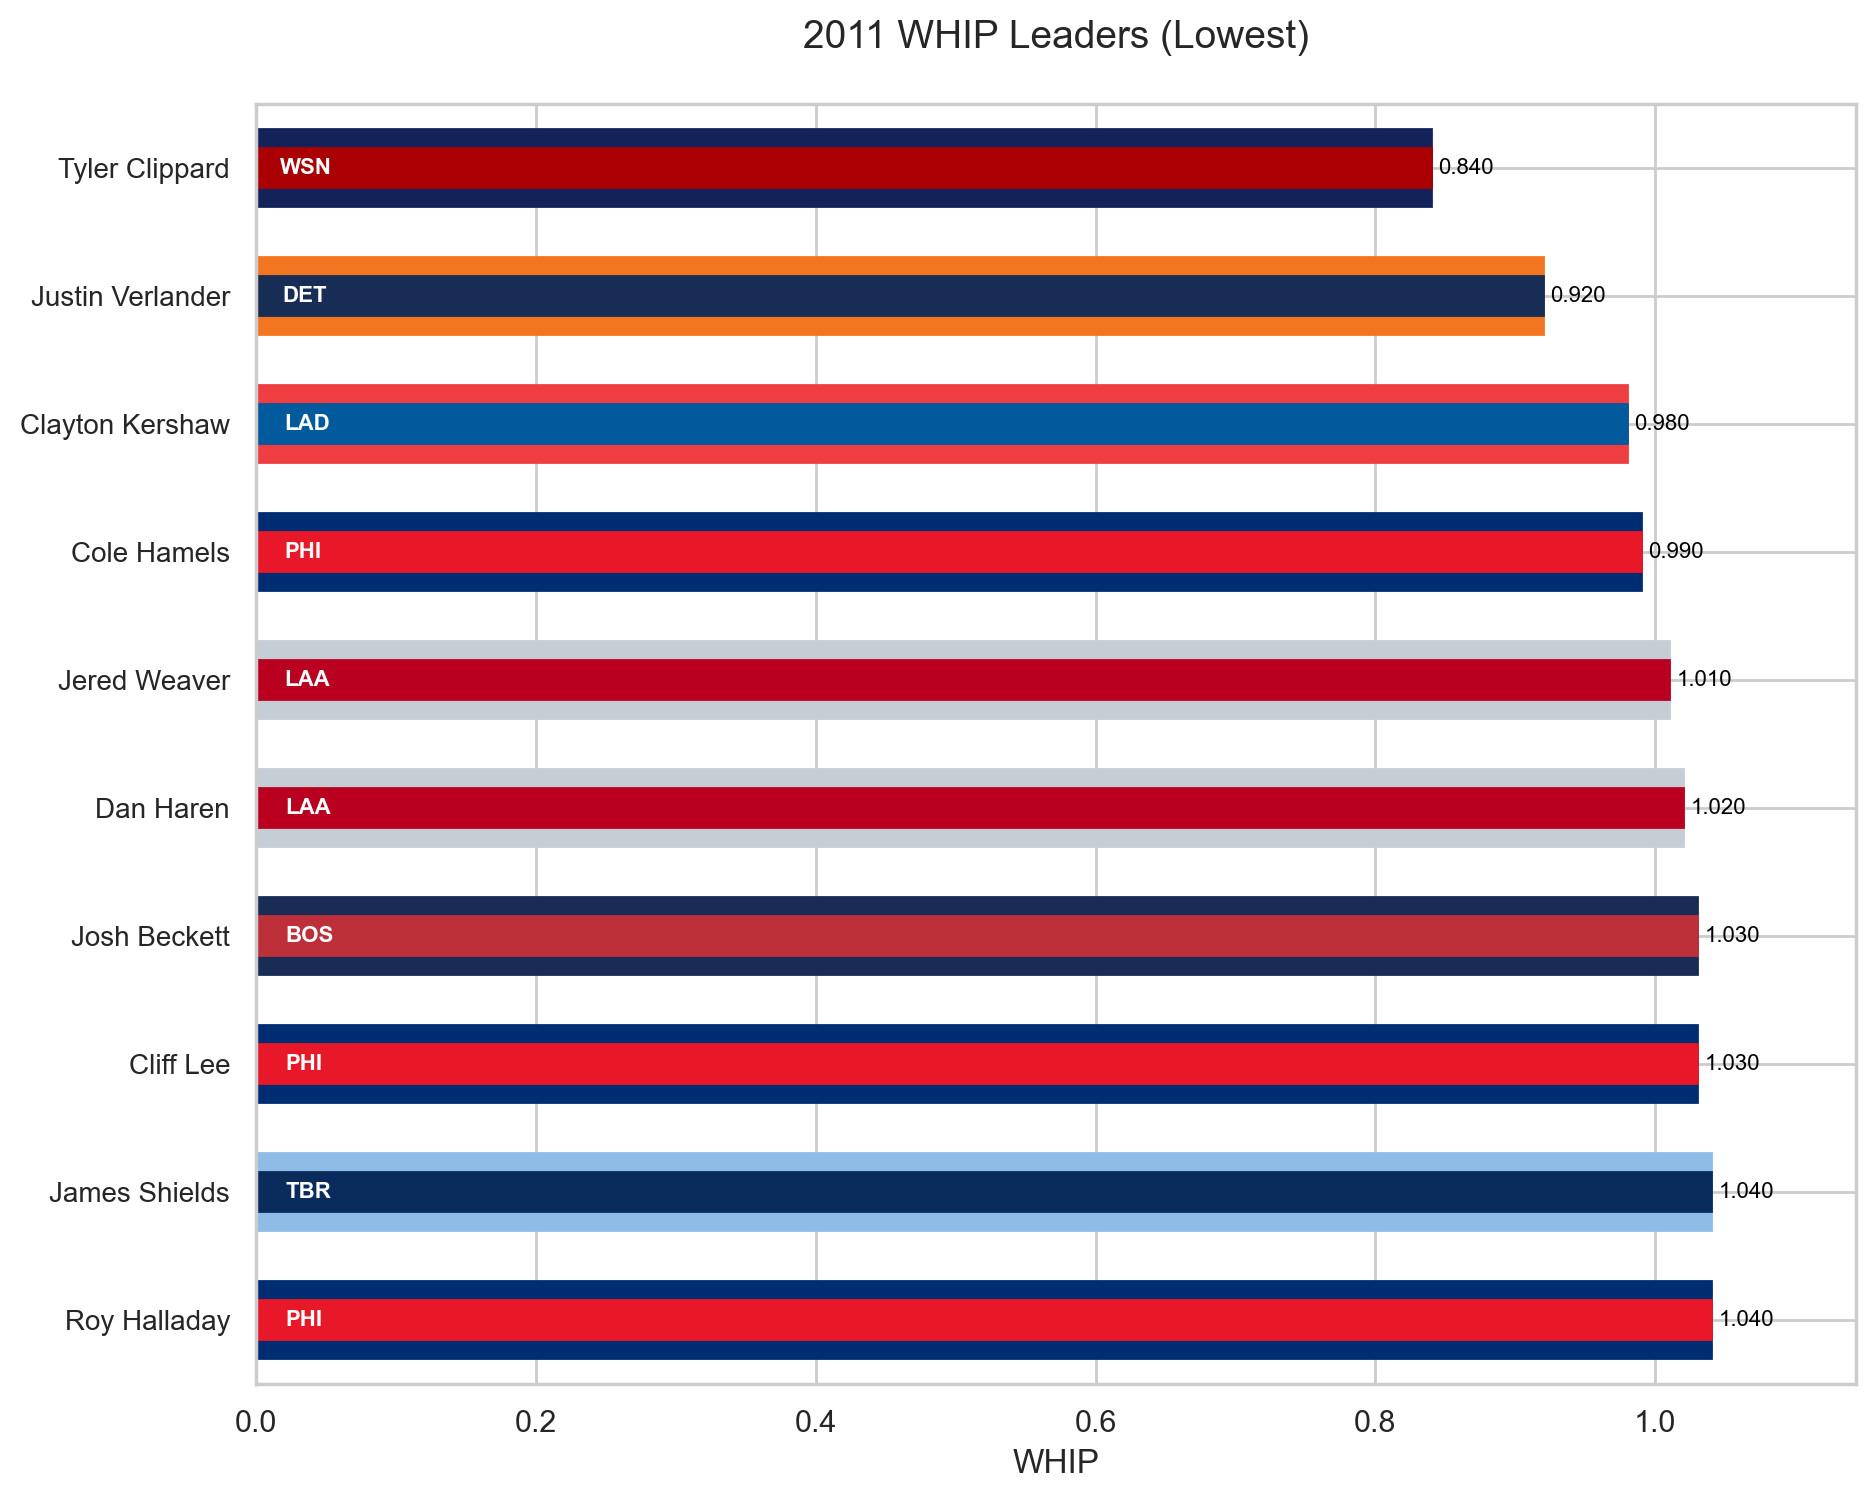 2011 WHIP Leaders (Lowest)
Tyler Clippard WSN 0.840
Justin Verlander DET 0.920
Clayton Kershaw LAD 0.980
Cole Hamels PHI 0.990
Jered Weaver LAA 1.010
Dan Haren LAA 1.020
Josh Beckett BOS 1.030
Cliff Lee PHI 1.030
James Shields TBR 1.040
Roy Halladay PHI 1.040
0.0 0.2 0.4 0.6 0.8 1.0
WHIP